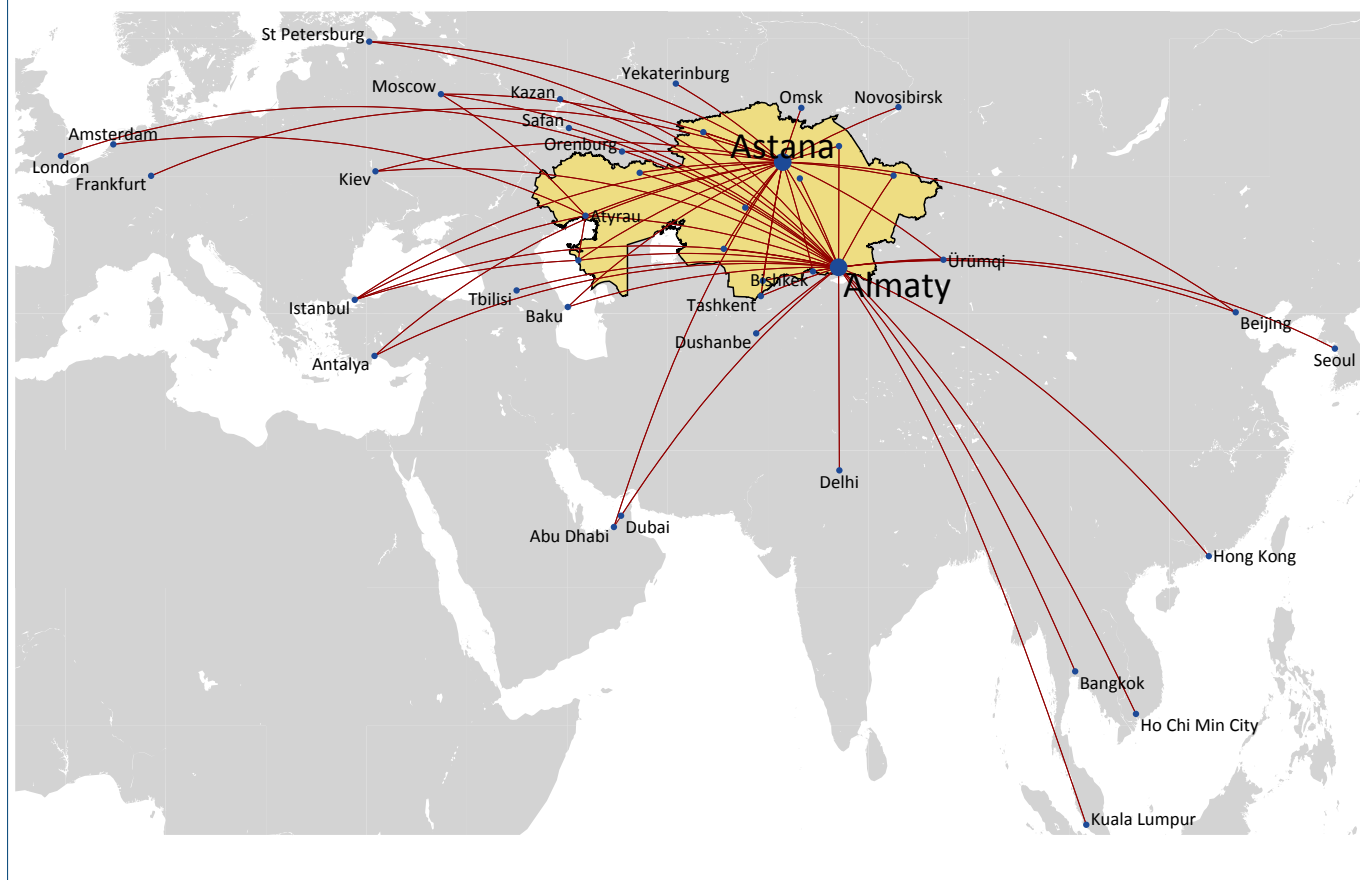 St Petersburg
Yekaterinburg
Moscow
Kazan
Omsk
Novosibirsk
Safan
Amsterdam
Orenburg
Astana
London
Frankfurt
Kiev
Atyrau
Ürümqi
Bishkek
Almaty
Istanbul
Tbilisi
Baku
Tashkent
Beijing
Dushanbe
Seoul
Antalya
Delhi
Abu Dhabi
Dubai
Hong Kong
Bangkok
Ho Chi Min City
Kuala Lumpur